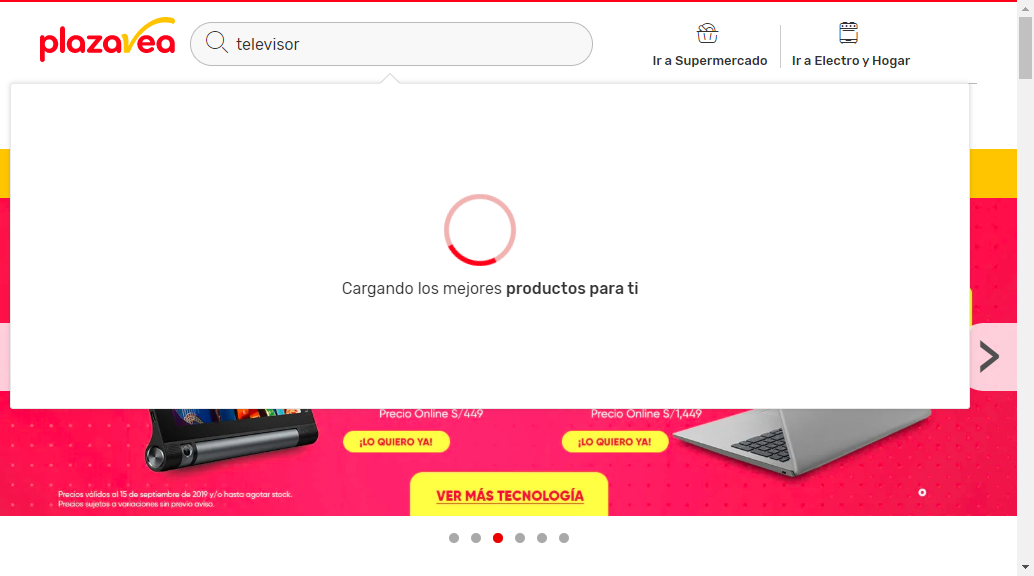 plazavea
televisor
Ir a Supermercado
Ir a Electro y Hogar
Cargando los mejores productos para ti
Precio Online S/449
Precio Online S/1,449
¡LO QUIERO YA!
¡LO QUIERO YA!
VER MÁS TECNOLOGÍA
Precios válidos al 15 de septiembre de 2019 y/o hasta agotar stock.
Precios sujetos a variaciones sin previo aviso.